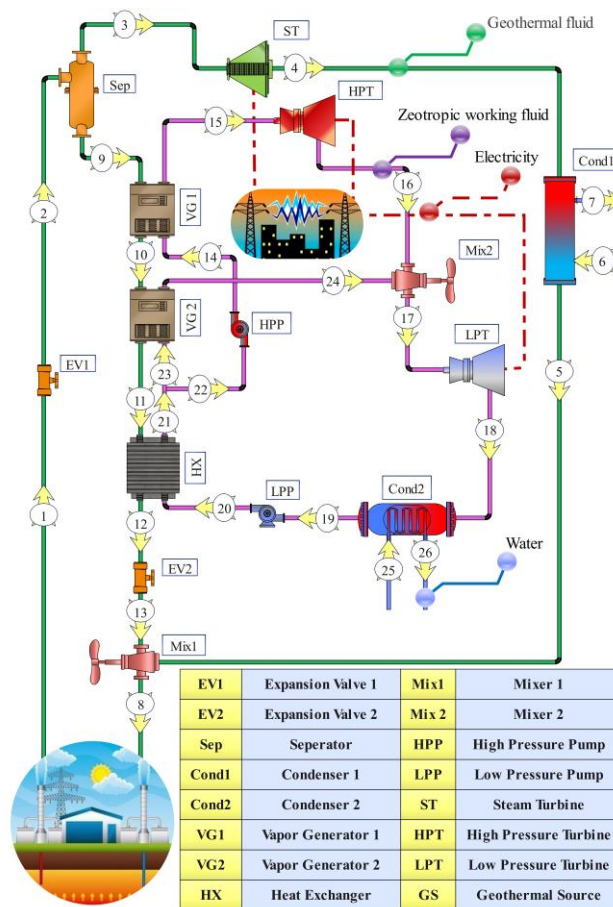 3
ST
Geothermal fluid
4
Sep
HPT
15
Zeotropic working fluid
Electricity
Cond1
9
16
7
2
VG1
10
14
Mix2
6
24
VG2
HPP
17
LPT
EV1
23
22
5
11
21
18
HX
LPP
Cond2
1
20
19
12
25
26
Water
EV2
13
Mix1
8
EV1 Expansion Valve 1 Mix1 Mixer 1
EV2 Expansion Valve 2 Mix 2 Mixer 2
Sep Seperator HPP High Pressure Pump
Cond1 Condenser 1 LPP Low Pressure Pump
Cond2 Condenser 2 ST Steam Turbine
VG1 Vapor Generator 1 HPT High Pressure Turbine
VG2 Vapor Generator 2 LPT Low Pressure Turbine
HX Heat Exchanger GS Geothermal Source